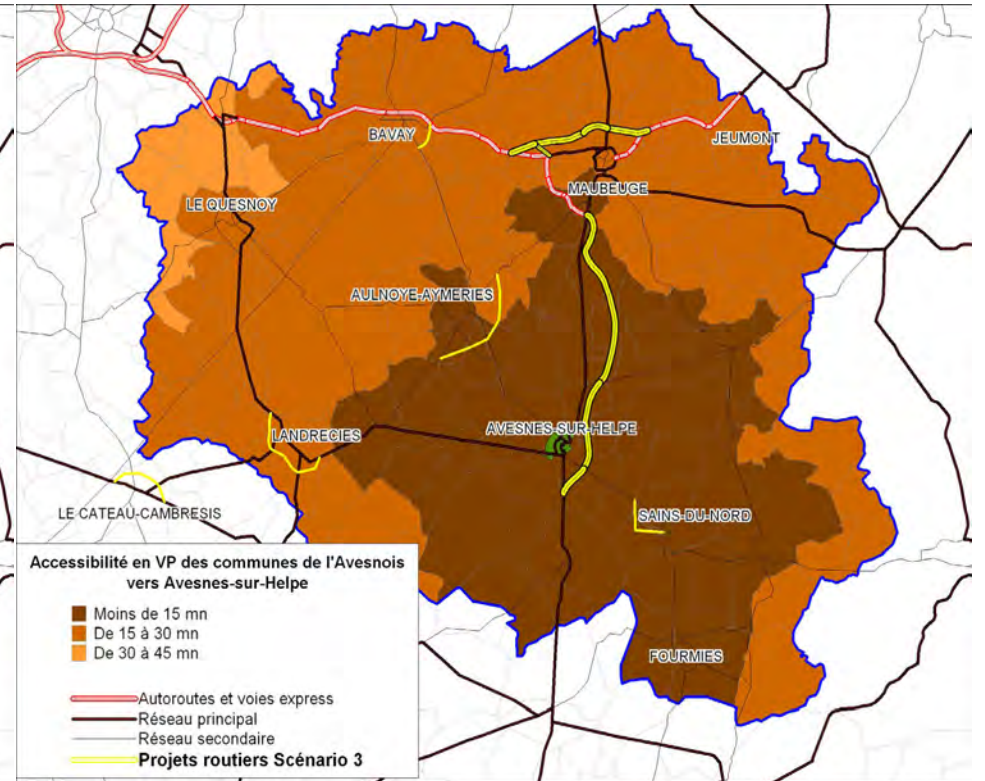 BAVAY
JEUMONT
MAUBEUGE
LE QUESNOY
AULNOYE-AYMERIES
LANDRECIES
AVESNES-SUR-HELPE
LE CATEAU-CAMBRESIS
SAINS-DU-NORD
FOURMIES
Accessibilité en VP des communes de l'Avesnois
vers Avesnes-sur-Helpe
Moins de 15 mn
De 15 à 30 mn
De 30 à 45 mn
Autoroutes et voies express
Réseau principal
Réseau secondaire
Projets routiers Scénario 3